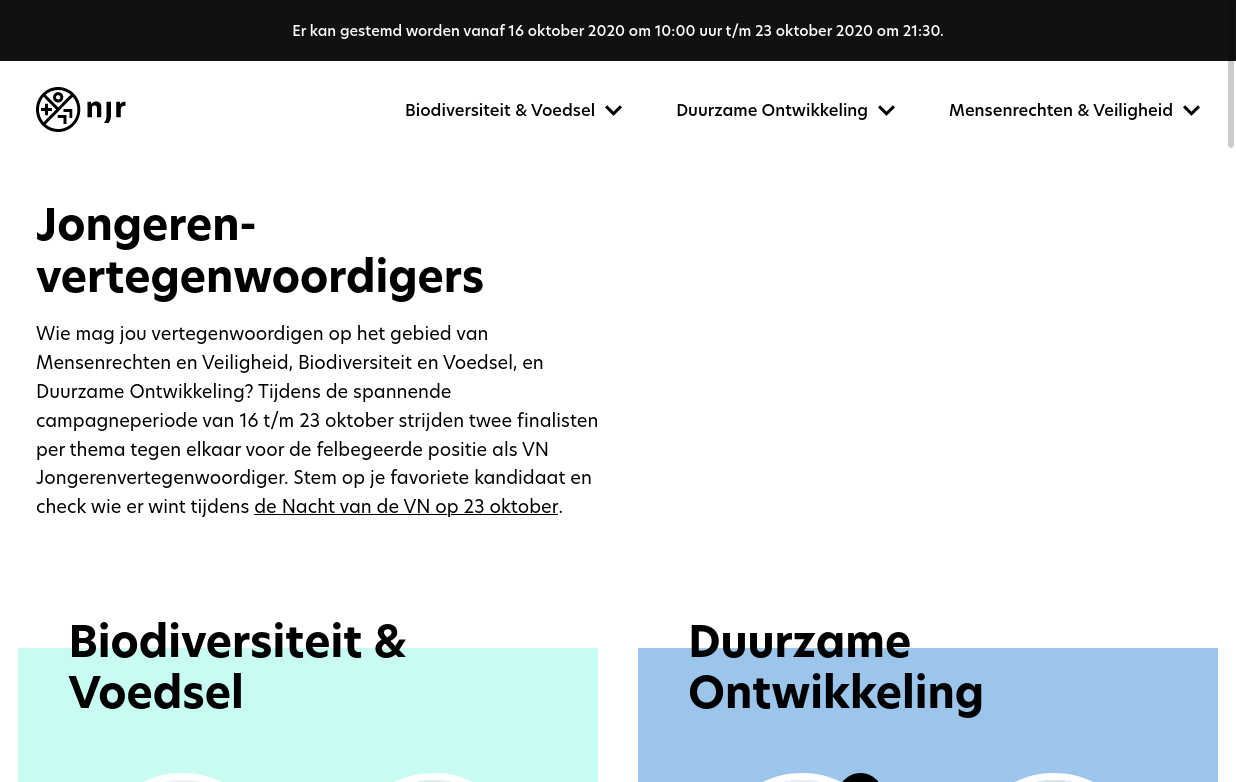 Er kan gestemd worden vanaf 16 oktober 2020 om 10:00 uur t/m 23 oktober 2020 om 21:30.
njr
Biodiversiteit & Voedsel
Duurzame Ontwikkeling
Mensenrechten & Veiligheid
Jongeren-
vertegenwoordigers
Wie mag jou vertegenwoordigen op het gebied van
Mensenrechten en Veiligheid, Biodiversiteit en Voedsel, en
Duurzame Ontwikkeling? Tijdens de spannende
campagneperiode van 16 t/m 23 oktober strijden twee finalisten
per thema tegen elkaar voor de felbegeerde positie als VN
Jongerenvertegenwoordiger. Stem op je favoriete kandidaat en
check wie er wint tijdens de Nacht van de VN op 23 oktober.
Biodiversiteit &
Voedsel
Duurzame
Ontwikkeling